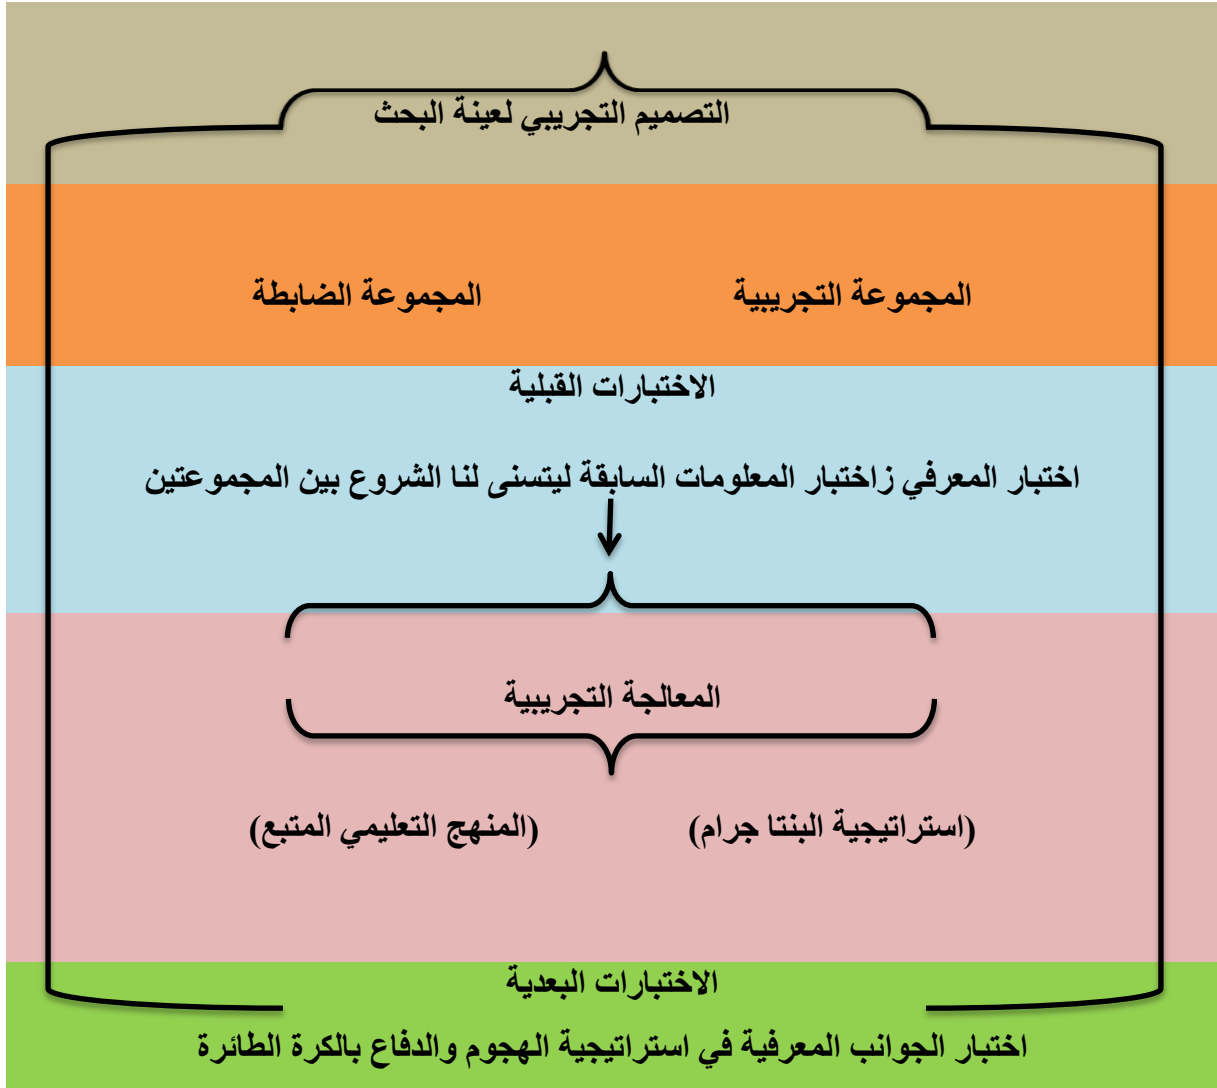 التصميم التجريبي لعينة البحث
المجموعة التجريبية
المجموعة الضابطة
الاختبارات القبلية
اختبار المعرفي زاختبار المعلومات السابقة ليتسنى لنا الشروع بين المجموعتين
المعالجة التجريبية
(استراتيجية البنتا جرام)
(المنهج التعليمي المتبع)
الاختبارات البعدية
اختبار الجوانب المعرفية في استراتيجية الهجوم والدفاع بالكرة الطائرة